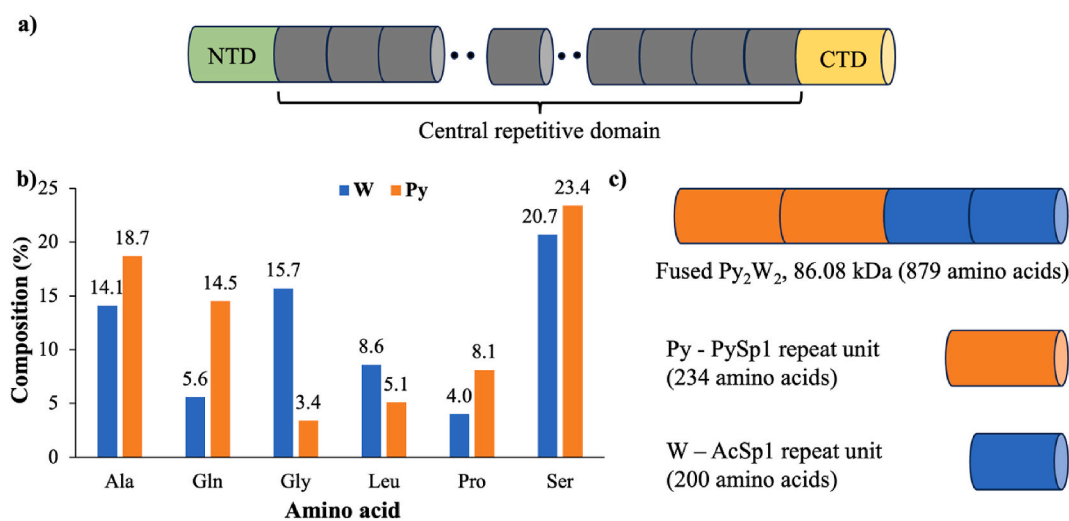 a)
NTD
CTD
Central repetitive domain
b)
W
Py
Composition (%)
25
20
15
10
5
0
14.1
18.7
5.6
14.5
15.7
3.4
8.6
5.1
4.0
8.1
20.7
23.4
Ala
Gln
Gly
Leu
Pro
Ser
Amino acid
c)
Fused Py₂W₂, 86.08 kDa (879 amino acids)
Py - PySp1 repeat unit
(234 amino acids)
W – AcSp1 repeat unit
(200 amino acids)